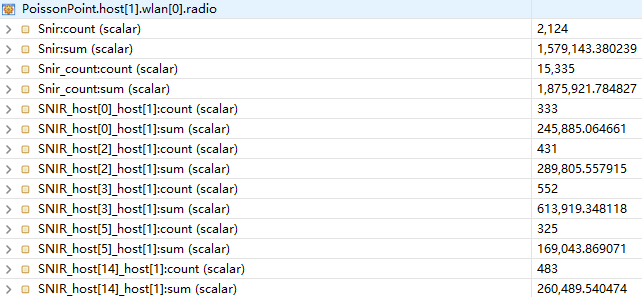 PoissonPoint.host[1].wlan[0].radio
Snir:count (scalar) 2,124
Snir:sum (scalar) 1,579,143.380239
Snir_count:count (scalar) 15,335
Snir_count:sum (scalar) 1,875,921.784827
SNIR_host[0]_host[1]:count (scalar) 333
SNIR_host[0]_host[1]:sum (scalar) 245,885.064661
SNIR_host[2]_host[1]:count (scalar) 431
SNIR_host[2]_host[1]:sum (scalar) 289,805.557915
SNIR_host[3]_host[1]:count (scalar) 552
SNIR_host[3]_host[1]:sum (scalar) 613,919.348118
SNIR_host[5]_host[1]:count (scalar) 325
SNIR_host[5]_host[1]:sum (scalar) 169,043.869071
SNIR_host[14]_host[1]:count (scalar) 483
SNIR_host[14]_host[1]:sum (scalar) 260,489.540474